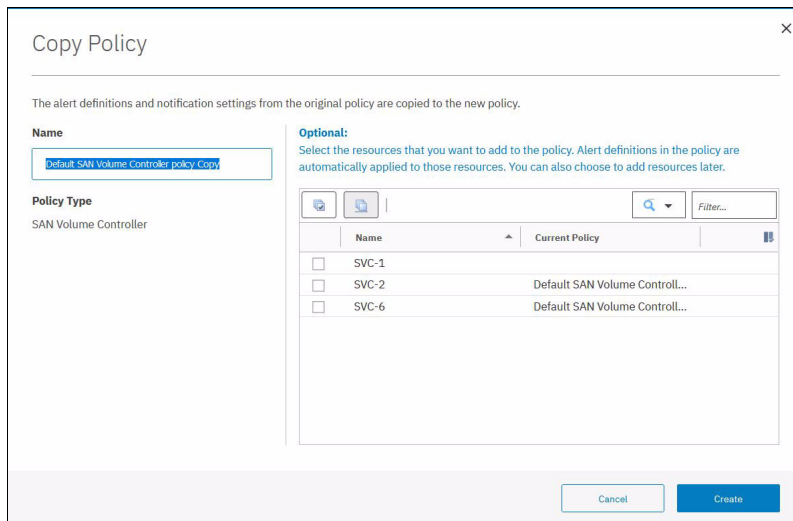 Copy Policy
The alert definitions and notification settings from the original policy are copied to the new policy.
Name
Default SAN Volume Controller policy Copy
Policy Type
SAN Volume Controller
Optional:
Select the resources that you want to add to the policy. Alert definitions in the policy are
automatically applied to those resources. You can also choose to add resources later.
Filter...
Name Current Policy
SVC-1
SVC-2 Default SAN Volume Controll...
SVC-6 Default SAN Volume Controll...
Cancel Create